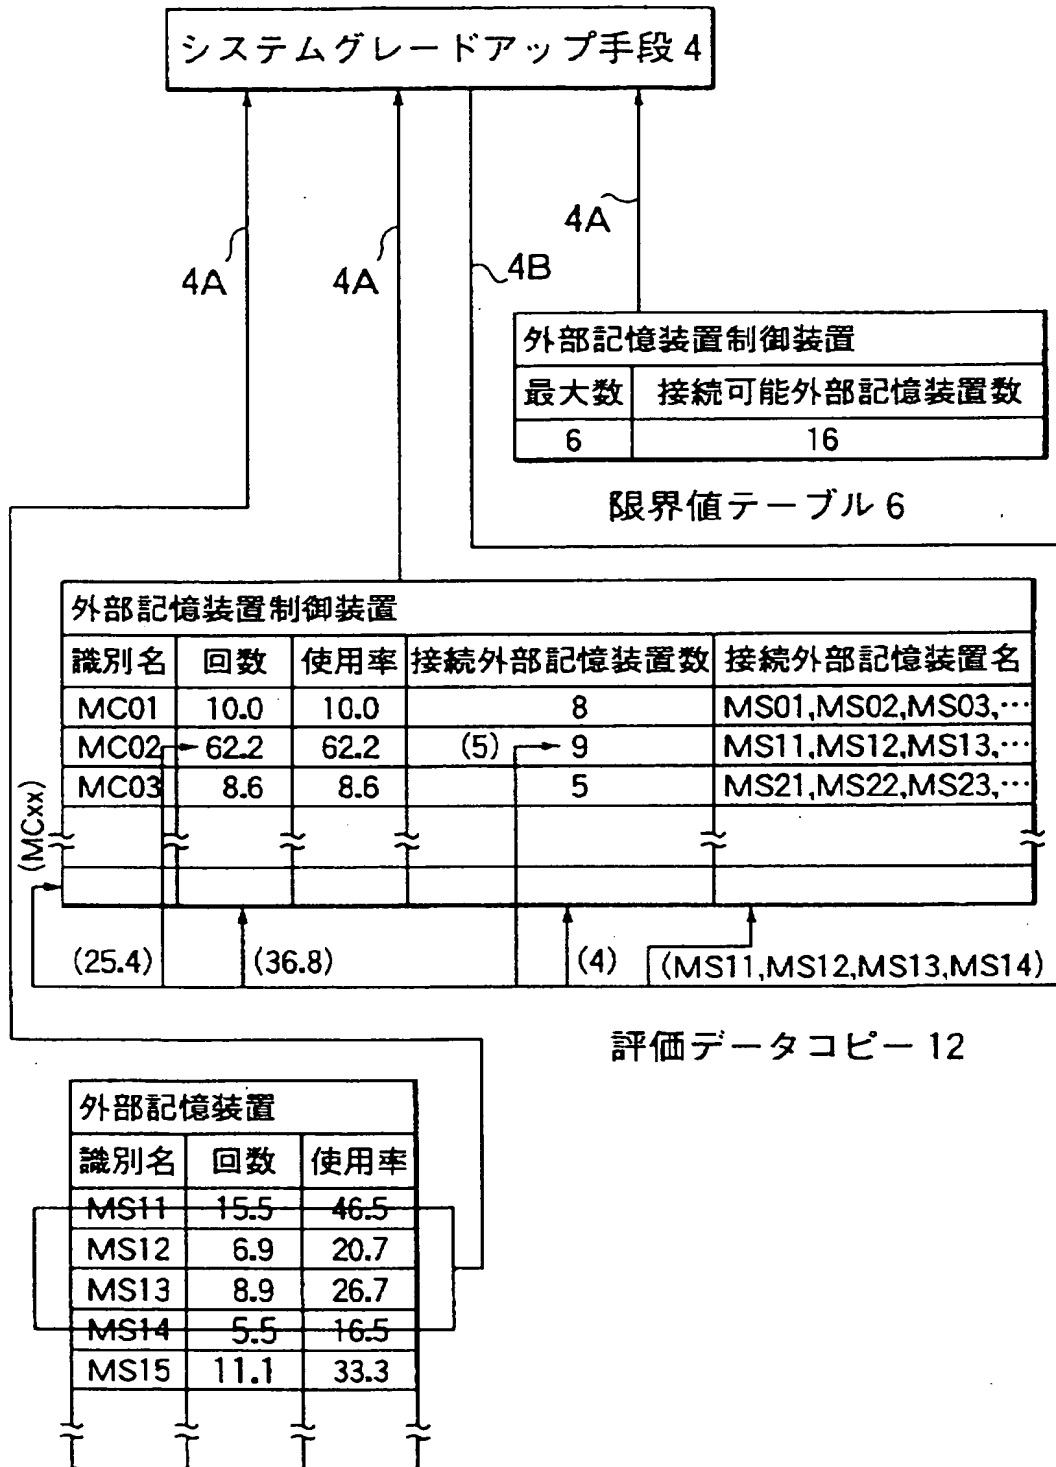 システムグレードアップ手段 4
4A
4A
4B
4A
外部記憶装置制御装置
最大数 接続可能外部記憶装置数
6 16
限界値テーブル 6
外部記憶装置制御装置
識別名 回数 使用率 接続外部記憶装置数 接続外部記憶装置名
MC01 10.0 10.0 8 MS01,MS02,MS03,…
MC02 62.2 62.2 (5) 9 MS11,MS12,MS13,…
MC03 8.6 8.6 5 MS21,MS22,MS23,…
(MCxx)
(25.4) (36.8) (4) (MS11,MS12,MS13,MS14)
評価データコピー 12
外部記憶装置
識別名 回数 使用率
MS11 15.5 46.5
MS12 6.9 20.7
MS13 8.9 26.7
MS14 5.5 16.5
MS15 11.1 33.3